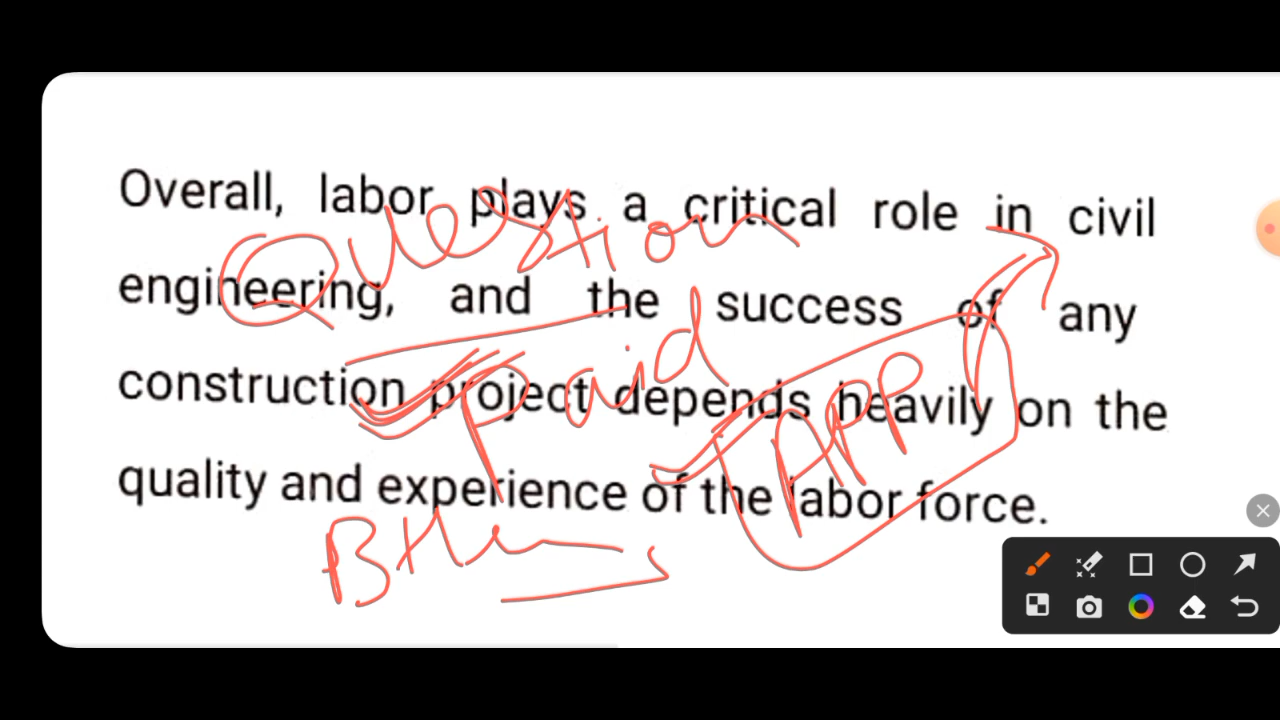 Overall, labor plays a critical role in civil
Question
engineering, and the success of any
construction project depends heavily on the
Paid
APP
quality and experience of the labor force.